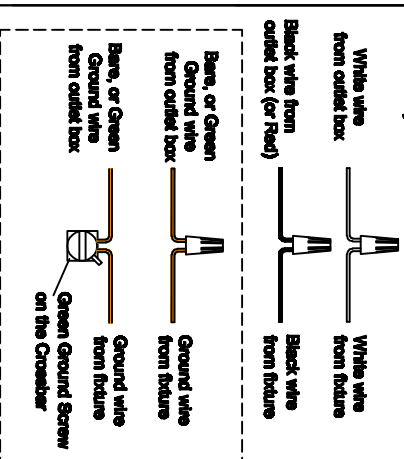 White wire
from outlet box
White wire
from fixture
Black wire from
outlet box (or Red)
Black wire
from fixture
Bare, or Green
Ground wire
from outlet box
Ground wire
from fixture
Bare, or Green
Ground wire
from outlet box
Ground wire
from fixture
Green Ground Screw
on the Crossbar